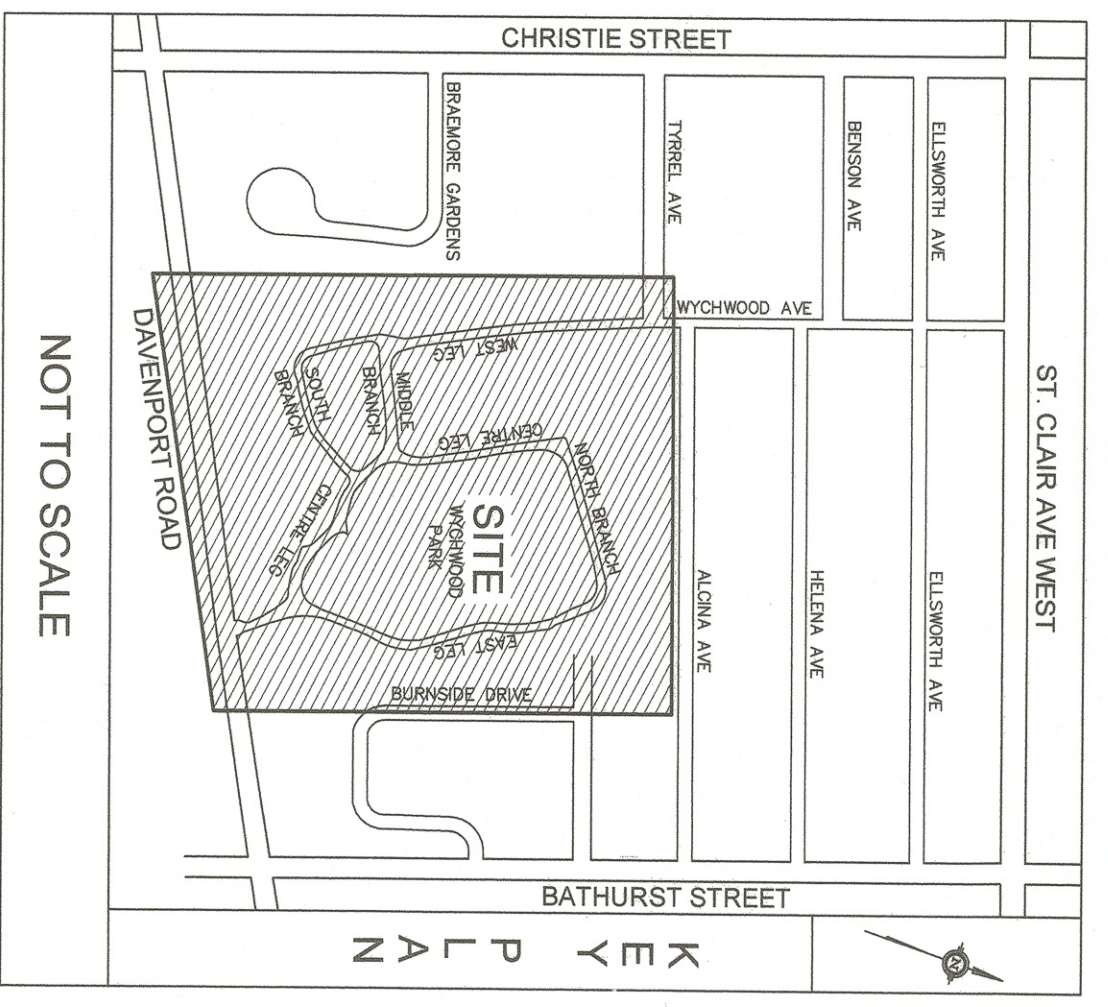 CHRISTIE STREET
BRAEMORE GARDENS
TYRREL AVE
BENSON AVE
ELLSWORTH AVE
WYCHWOOD AVE
ST. CLAIR AVE WEST
DAVENPORT ROAD
NOT TO SCALE
WEST LEG
SOUTH
BRANCH
MIDDLE
BRANCH
CENTRE LEG
NORTH BRANCH
CENTRE LEG
SITE
WYCHWOOD
PARK
EAST LEG
ALCINA AVE
HELENA AVE
ELLSWORTH AVE
BURNSIDE DRIVE
BATHURST STREET
KEY PLAN
N